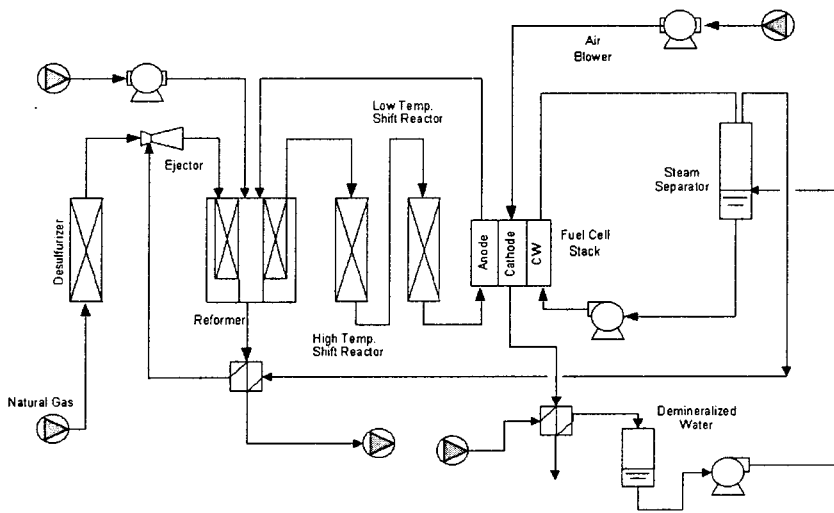 Air
Blower
Low Temp.
Shift Reactor
Ejector
Steam
Separator
Desulfurizer
Anode
Cathode
CW
Fuel Cell
Stack
Reformer
High Temp.
Shift Reactor
Natural Gas
Demineralized
Water